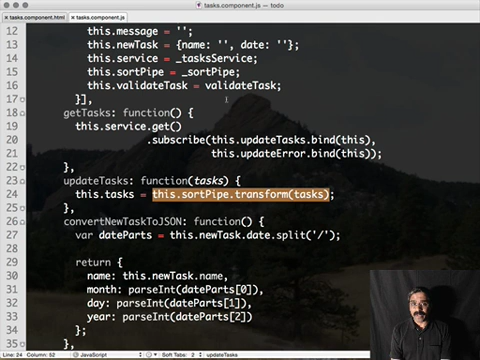 tasks.component.js — todo
tasks.component.html
tasks.component.js
12 this.message = '';
13 this.newTask = {name: '', date: ''};
14 this.service = _tasksService;
15 this.sortPipe = _sortPipe;
16 this.validateTask = validateTask;
17 }],
18 getTasks: function() {
19 this.service.get()
20 .subscribe(this.updateTasks.bind(this),
21 this.updateError.bind(this));
22 },
23 updateTasks: function(tasks) {
24 this.tasks = this.sortPipe.transform(tasks);
25 },
26 convertNewTaskToJSON: function() {
27 var dateParts = this.newTask.date.split('/');
28
29 return {
30 name: this.newTask.name,
31 month: parseInt(dateParts[0]),
32 day: parseInt(dateParts[1]),
33 year: parseInt(dateParts[2])
34 };
35 },
Line: 24 Column: 52 JavaScript Soft Tabs: 2 updateTasks